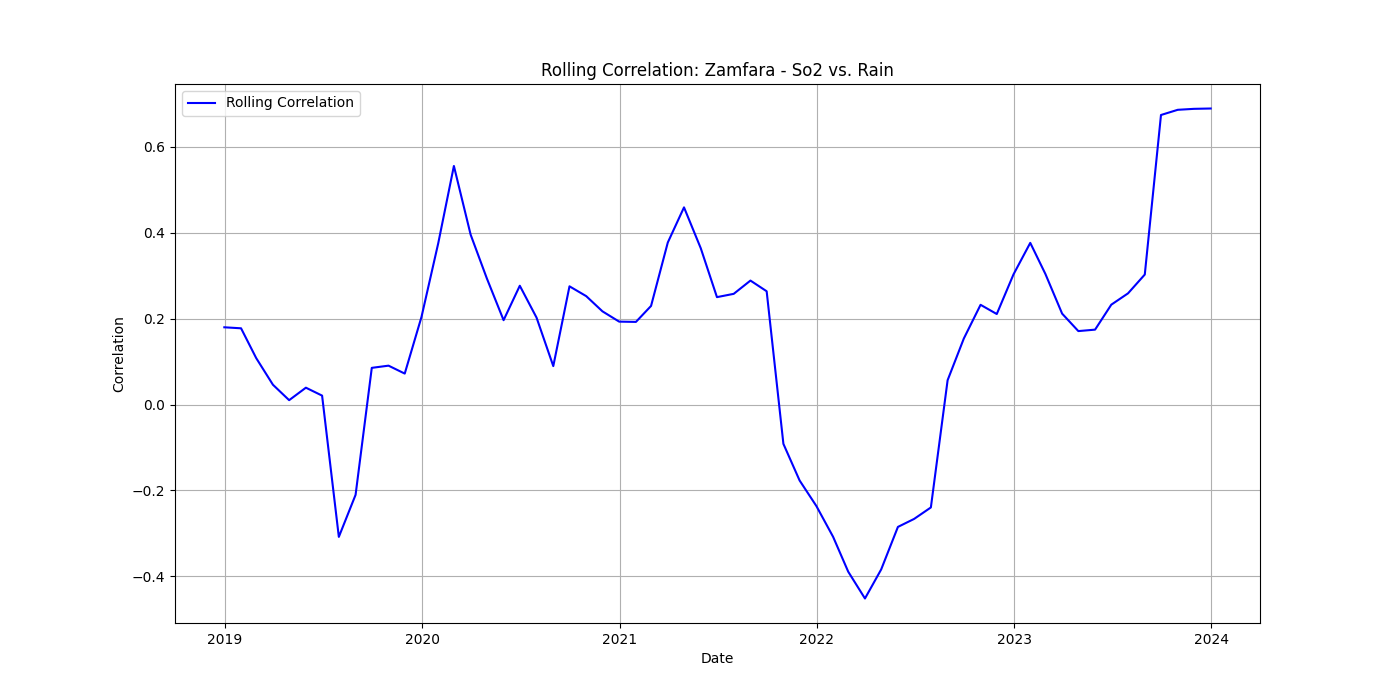 Rolling Correlation: Zamfara - So2 vs. Rain
Rolling Correlation
0.6
0.4
0.2
0.0
−0.2
−0.4
Correlation
2019 2020 2021 2022 2023 2024
Date